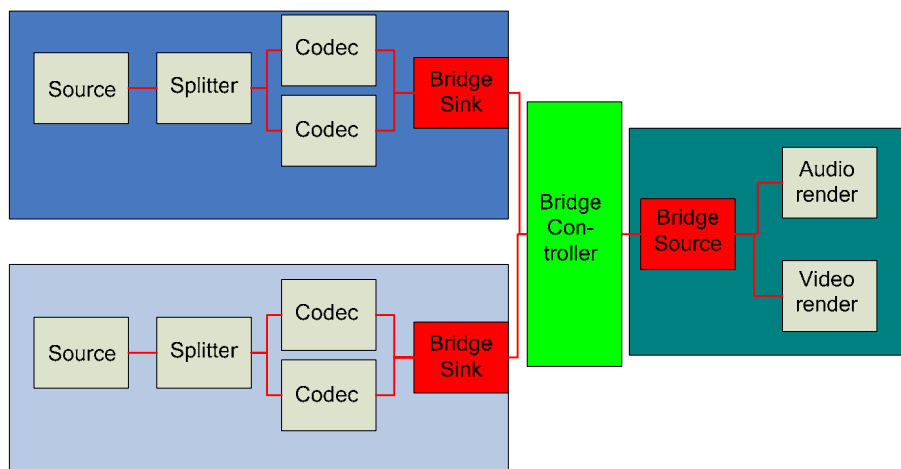 Source
Splitter
Codec
Codec
Bridge
Sink
Source
Splitter
Codec
Codec
Bridge
Sink
Bridge
Con-
troller
Bridge
Source
Audio
render
Video
render